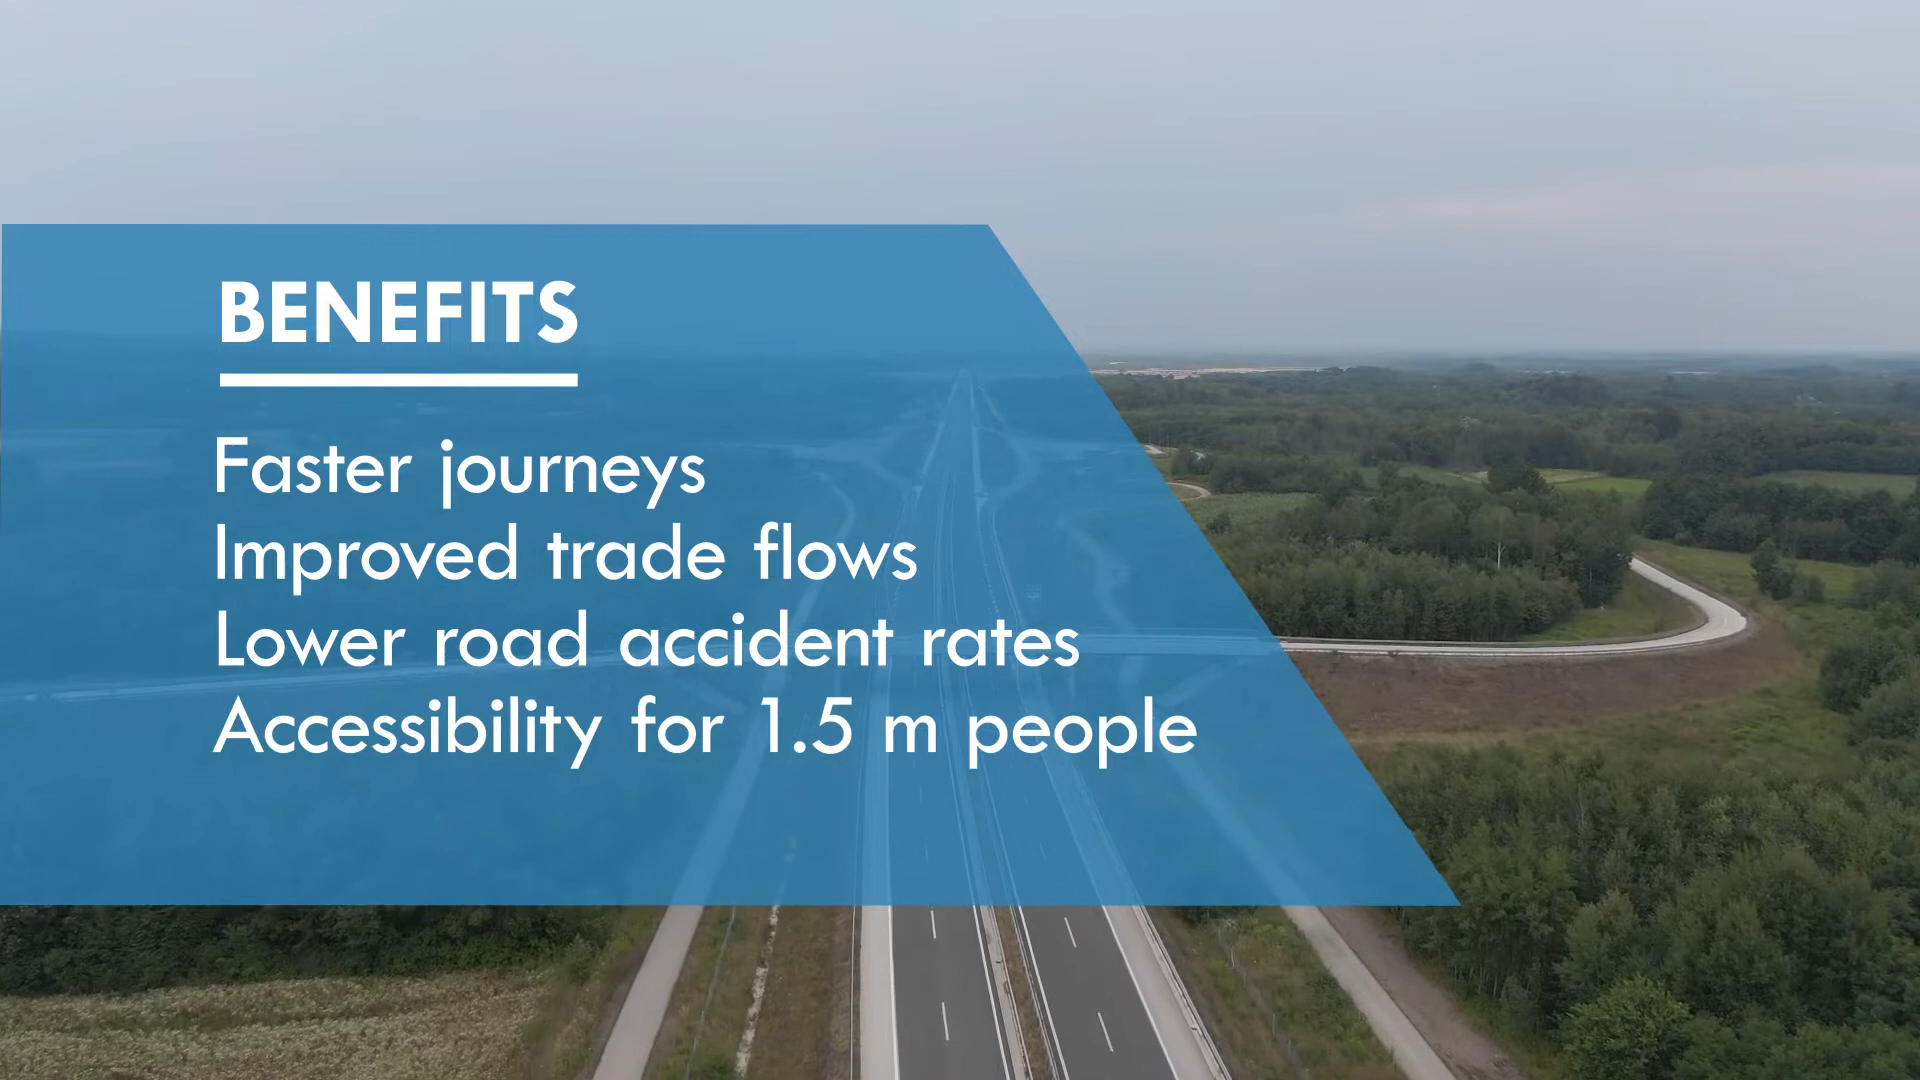 BENEFITS
Faster journeys
Improved trade flows
Lower road accident rates
Accessibility for 1.5 m people